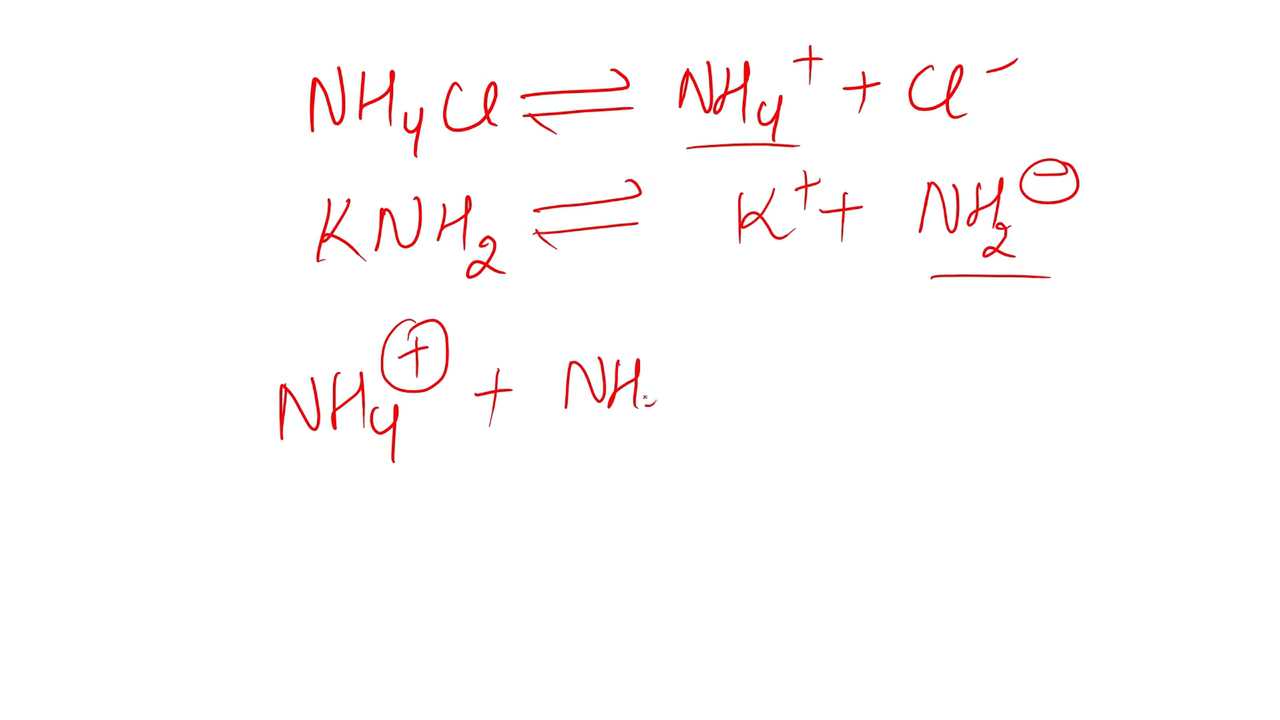 NH₄Cl ⇌ NH₄⁺ + Cl⁻
KNH₂ ⇌ K⁺ + NH₂⊖
NH₄⊕ + NH